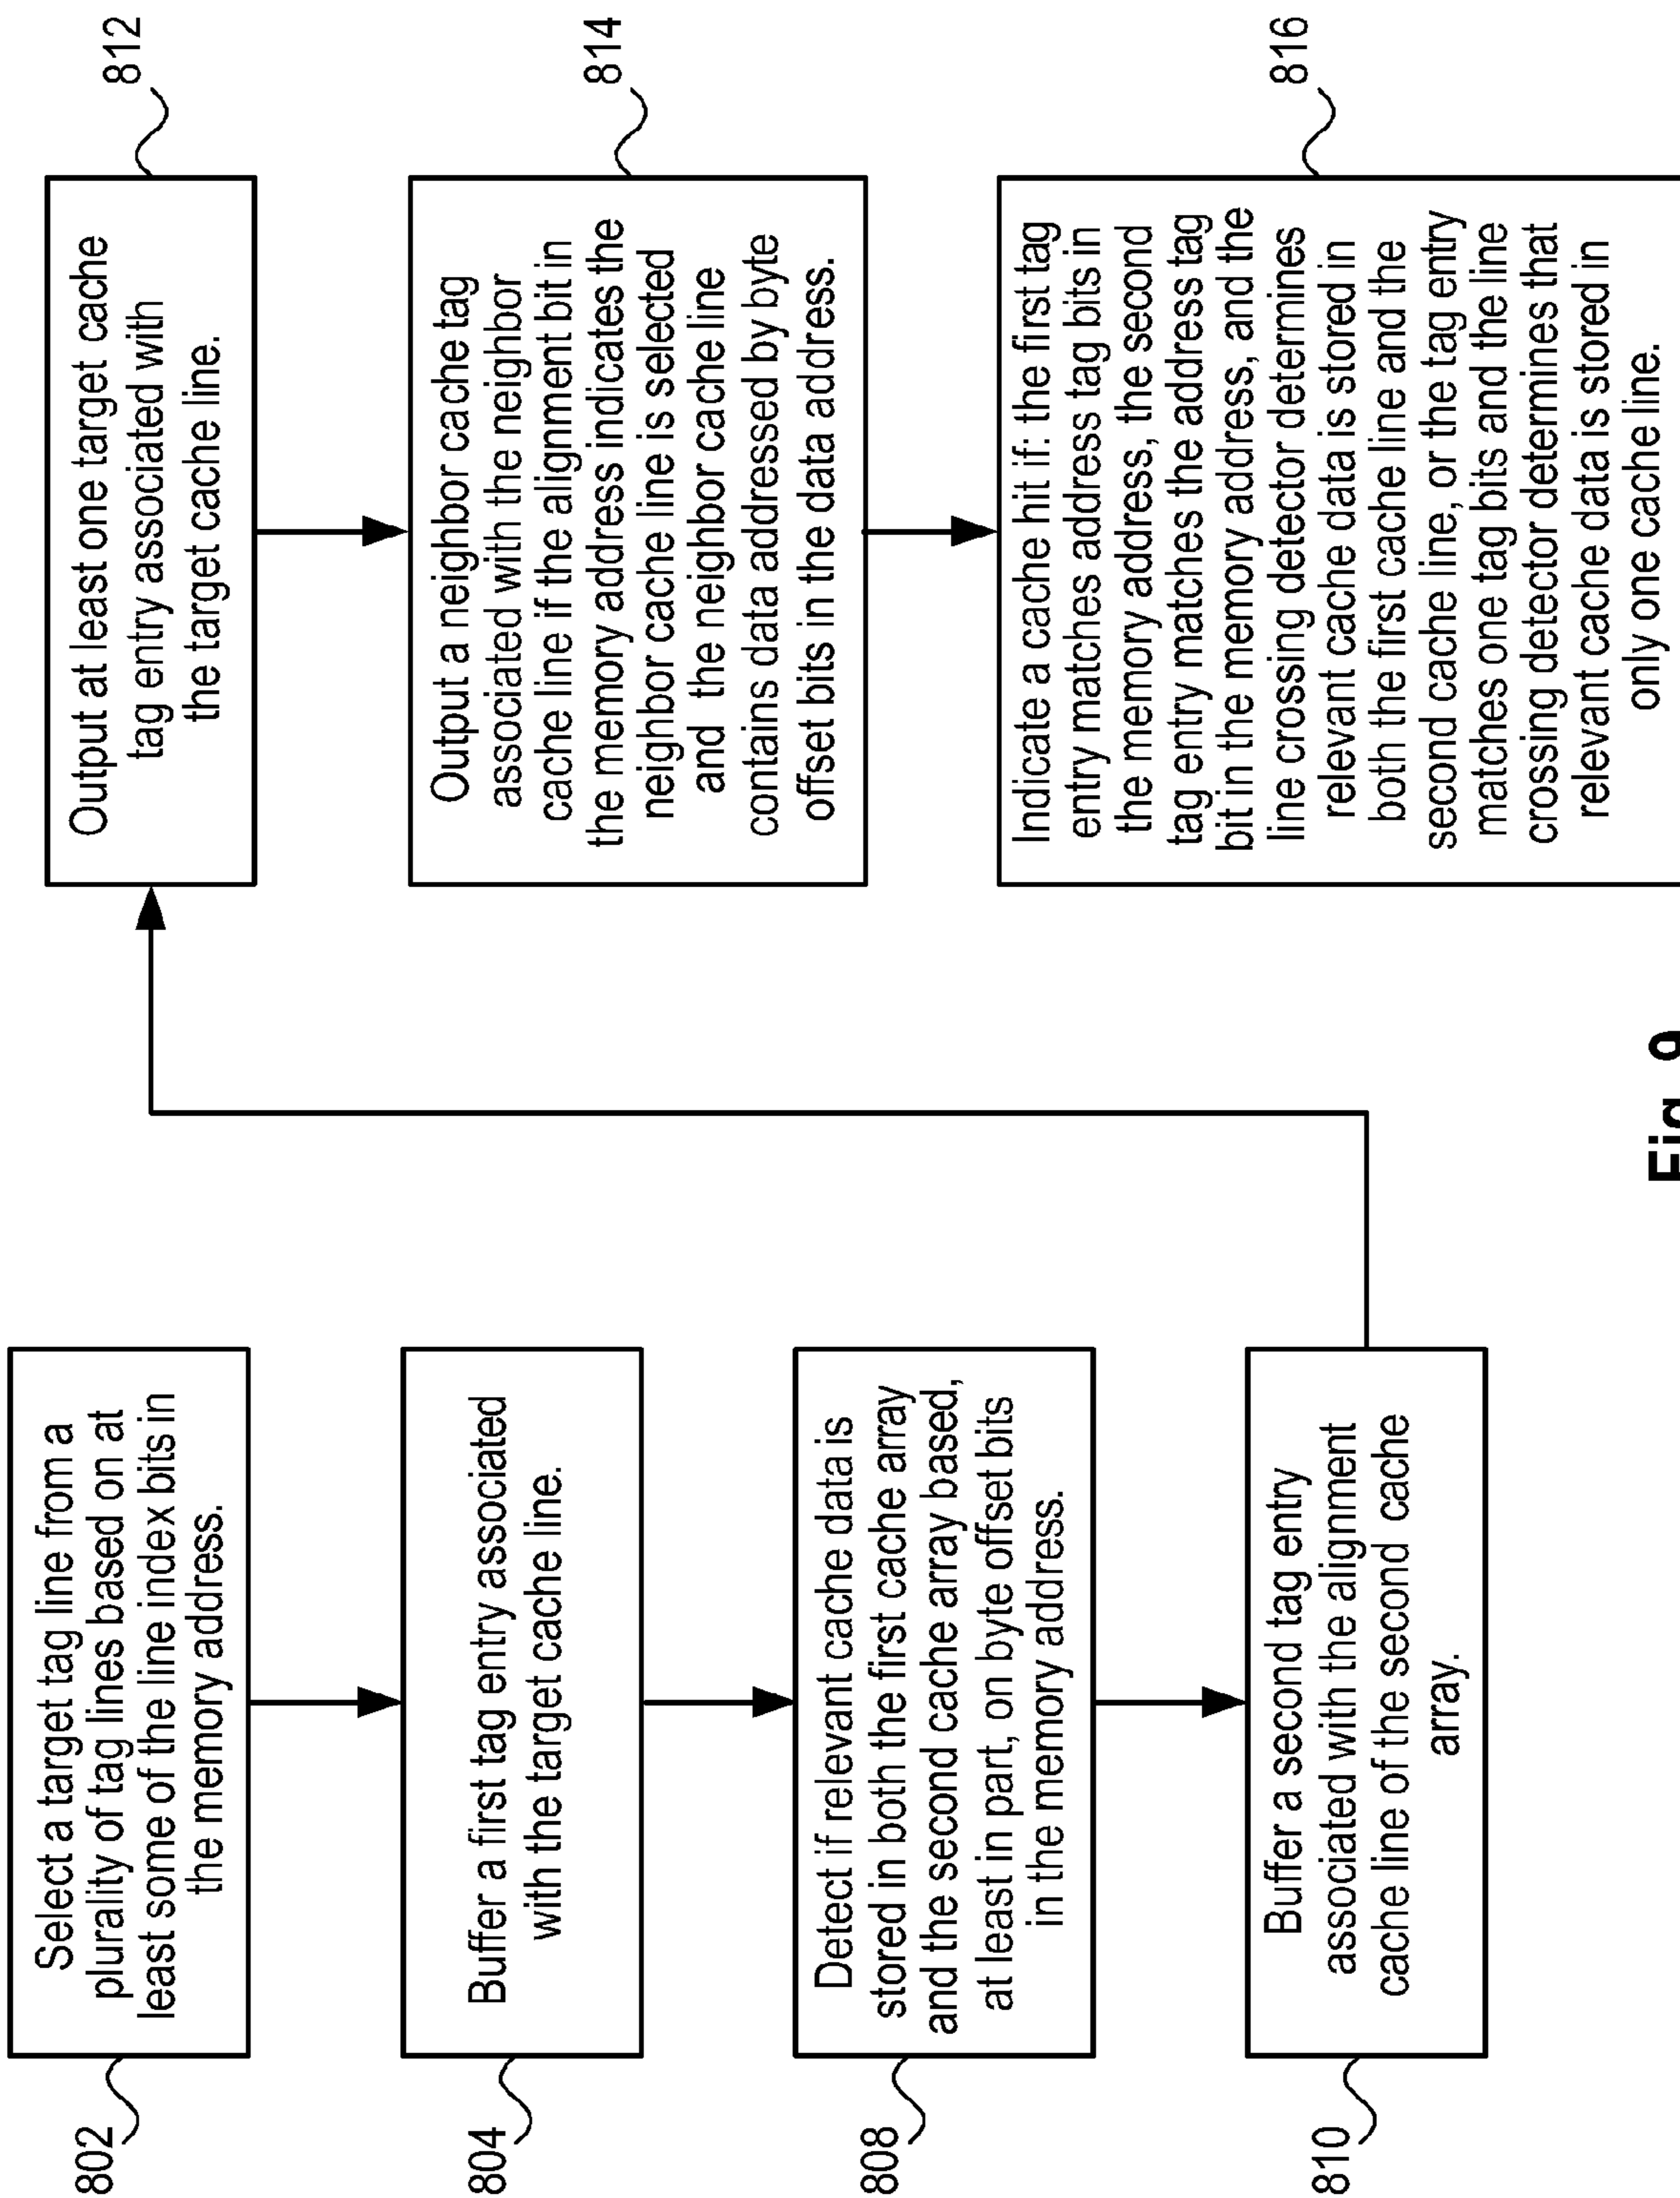 802
Select a target tag line from a
plurality of tag lines based on at
least some of the line index bits in
the memory address.
804
Buffer a first tag entry associated
with the target cache line.
808
Detect if relevant cache data is
stored in both the first cache array
and the second cache array based,
at least in part, on byte offset bits
in the memory address.
810
Buffer a second tag entry
associated with the alignment
cache line of the second cache
array.
812
Output at least one target cache
tag entry associated with
the target cache line.
814
Output a neighbor cache tag
associated with the neighbor
cache line if the alignment bit in
the memory address indicates the
neighbor cache line is selected
and the neighbor cache line
contains data addressed by byte
offset bits in the data address.
816
Indicate a cache hit if: the first tag
entry matches address tag bits in
the memory address, the second
tag entry matches the address tag
bit in the memory address, and the
line crossing detector determines
relevant cache data is stored in
both the first cache line and the
second cache line, or the tag entry
matches one tag bits and the line
crossing detector determines that
relevant cache data is stored in
only one cache line.
Fig. 9